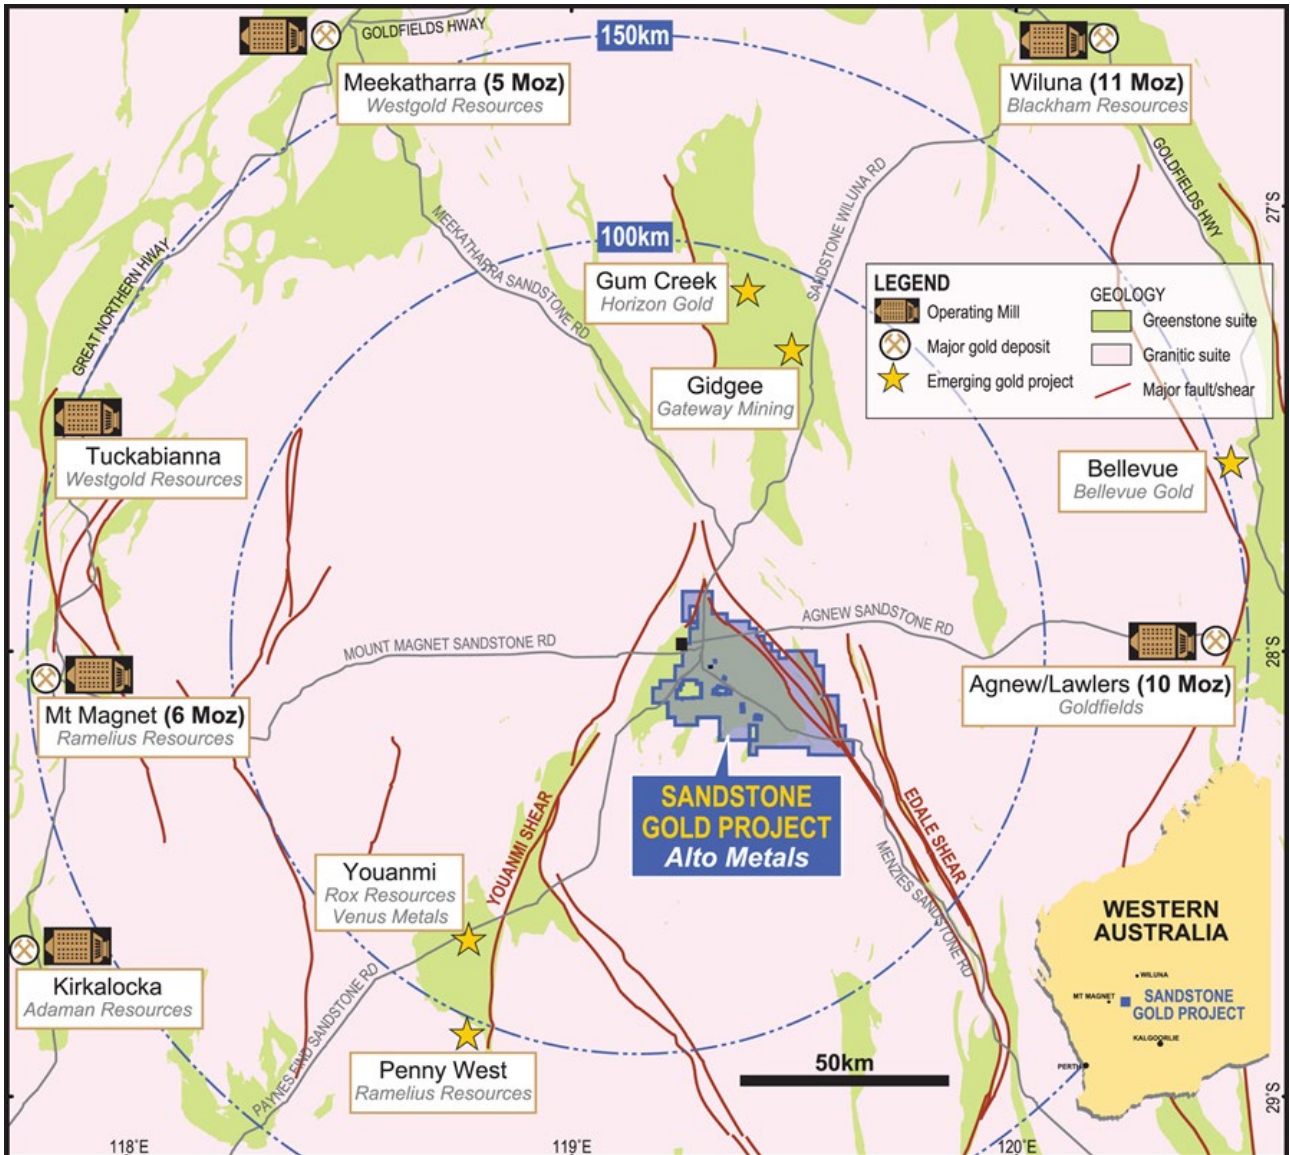 GOLDFIELDS HWAY
150km
Meekatharra (5 Moz)
Westgold Resources
Wiluna (11 Moz)
Blackham Resources
GOLDFIELDS HWY
27°S
SANDSTONE WILUNA RD
MEEKATHARRA SANDSTONE RD
100km
GREAT NORTHERN HWAY
Gum Creek
Horizon Gold
LEGEND
Operating Mill
Major gold deposit
Emerging gold project
GEOLOGY
Greenstone suite
Granitic suite
Major fault/shear
Gidgee
Gateway Mining
Tuckabianna
Westgold Resources
Bellevue
Bellevue Gold
AGNEW SANDSTONE RD
MOUNT MAGNET SANDSTONE RD
28°S
Mt Magnet (6 Moz)
Ramelius Resources
Agnew/Lawlers (10 Moz)
Goldfields
SANDSTONE
GOLD PROJECT
Alto Metals
YOUANMI SHEAR
EDALE SHEAR
MENZIES SANDSTONE RD
Youanmi
Rox Resources
Venus Metals
WESTERN
AUSTRALIA
WILUNA
MT MAGNET
SANDSTONE
GOLD PROJECT
KALGOORLIE
PERTH
Kirkalocka
Adaman Resources
PAYNES FIND SANDSTONE RD
Penny West
Ramelius Resources
50km
29°S
118°E
119°E
120°E